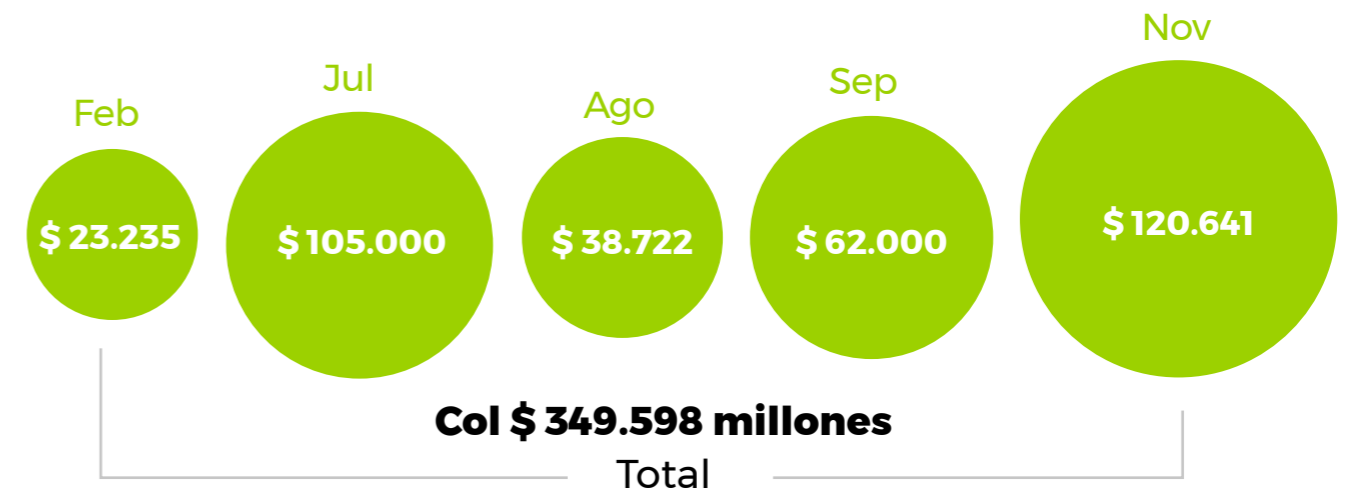 Feb
$ 23.235
Jul
$ 105.000
Ago
$ 38.722
Sep
$ 62.000
Nov
$ 120.641
Col $ 349.598 millones
Total